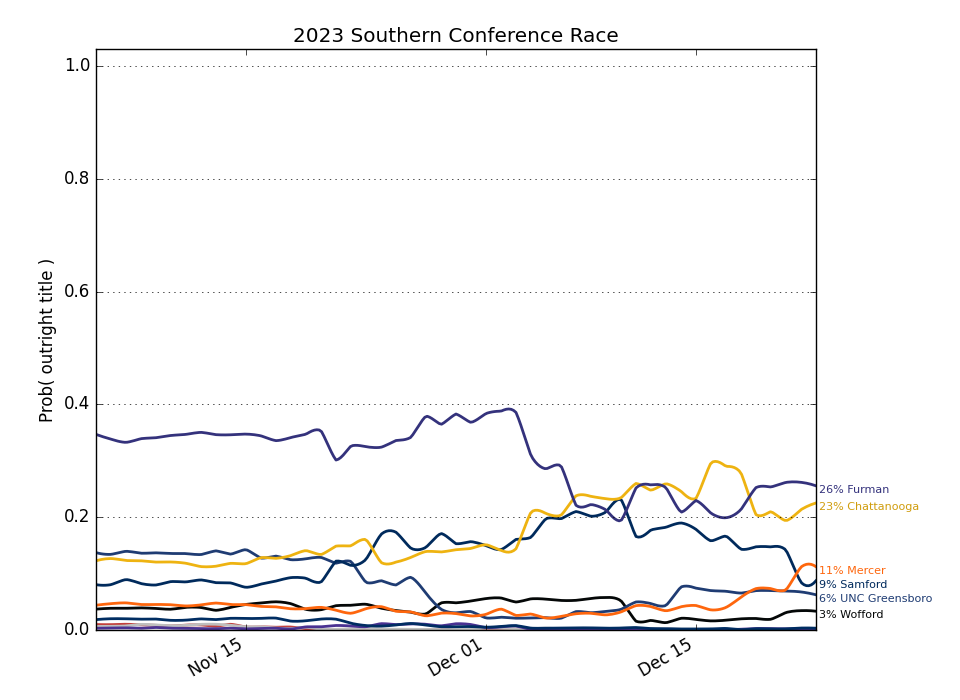 2023 Southern Conference Race
1.0
0.8
0.6
0.4
0.2
0.0
Prob( outright title )
26% Furman
23% Chattanooga
11% Mercer
9% Samford
6% UNC Greensboro
3% Wofford
Nov 15
Dec 01
Dec 15